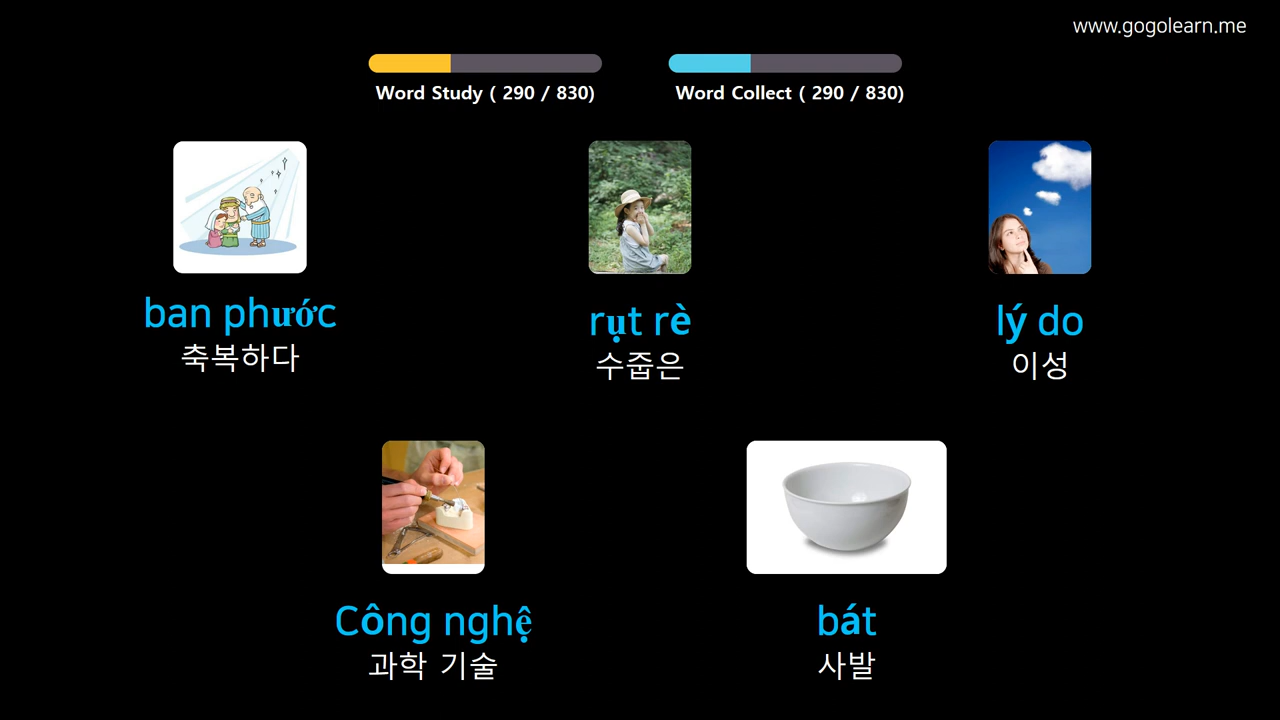 www.gogolearn.me
Word Study ( 290 / 830)
Word Collect ( 290 / 830)
ban phước
축복하다
rụt rè
수줍은
lý do
이성
Công nghệ
과학 기술
bát
사발